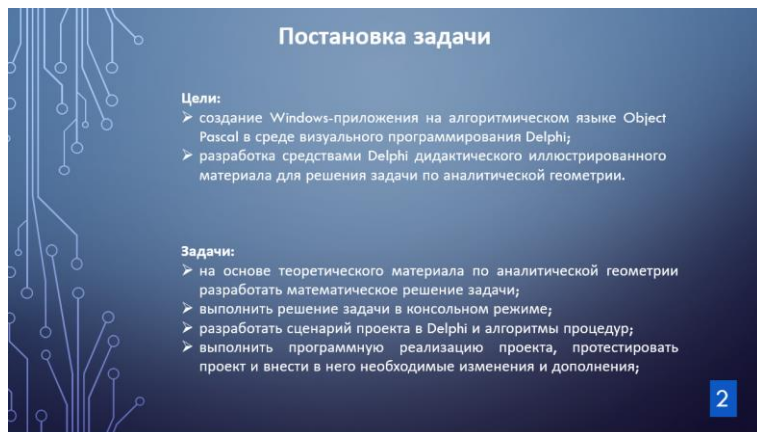 Постановка задачи
Цели:
➢ создание Windows-приложения на алгоритмическом языке Object
Pascal в среде визуального программирования Delphi;
➢ разработка средствами Delphi дидактического иллюстрированного
материала для решения задачи по аналитической геометрии.
Задачи:
➢ на основе теоретического материала по аналитической геометрии
разработать математическое решение задачи;
➢ выполнить решение задачи в консольном режиме;
➢ разработать сценарий проекта в Delphi и алгоритмы процедур;
➢ выполнить программную реализацию проекта, протестировать
проект и внести в него необходимые изменения и дополнения;
2